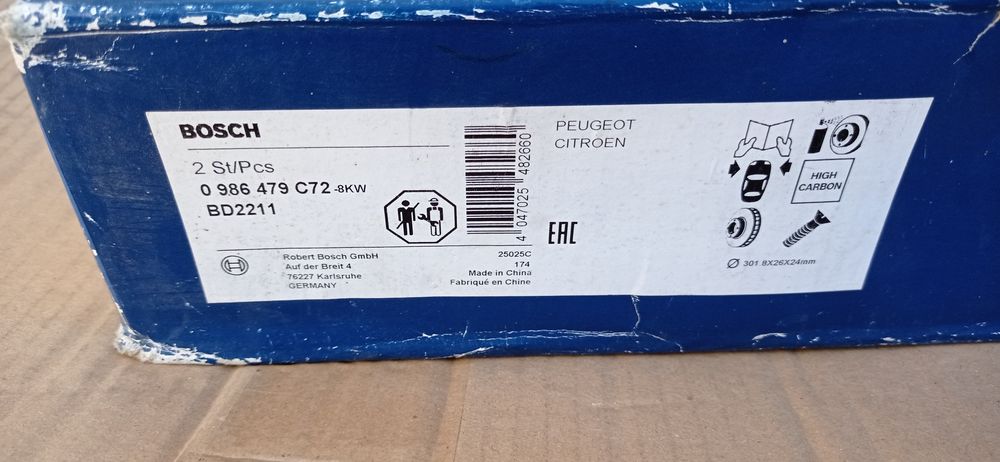 BOSCH
2 St/Pcs
0 986 479 C72-8KW
BD2211
Robert Bosch GmbH
Auf der Breit 4
76227 Karlsruhe
GERMANY
4 047025 482660
25025C
174
Made in China
Fabriqué en Chine
PEUGEOT
CITROEN
EAC
HIGH
CARBON
Ø 301.8X26X24mm